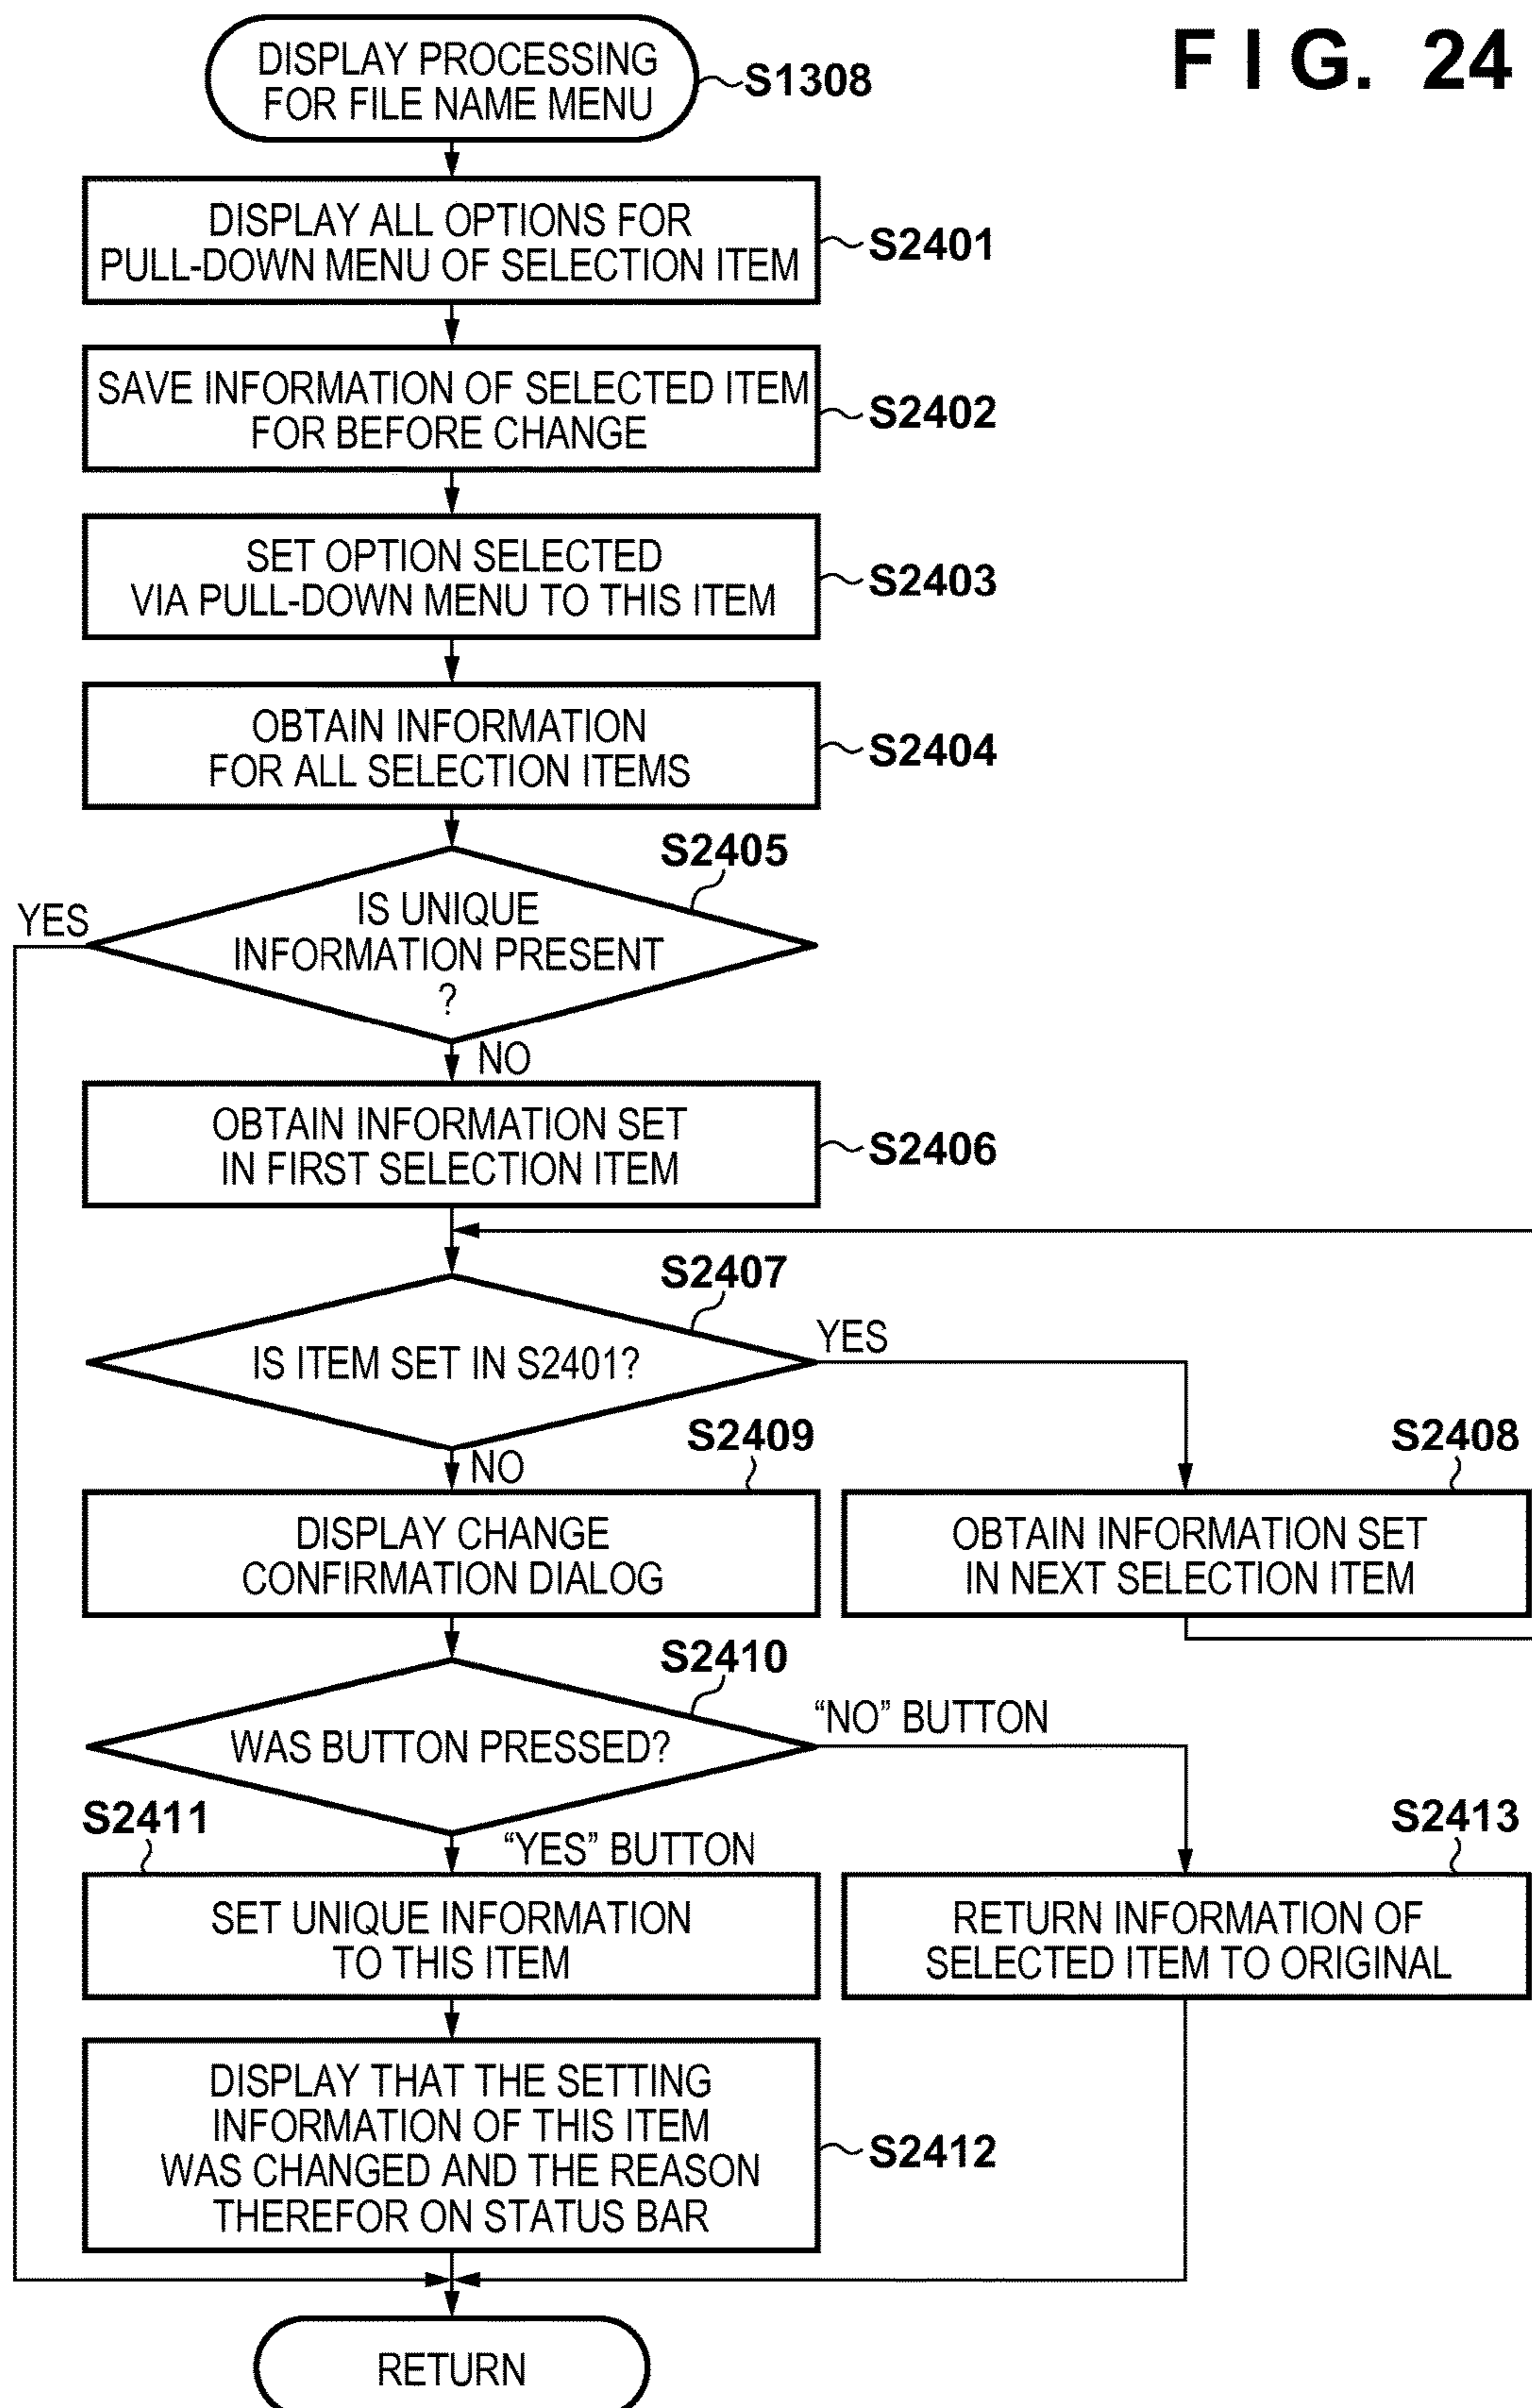 FIG. 24
DISPLAY PROCESSING
FOR FILE NAME MENU
S1308
DISPLAY ALL OPTIONS FOR
PULL-DOWN MENU OF SELECTION ITEM
S2401
SAVE INFORMATION OF SELECTED ITEM
FOR BEFORE CHANGE
S2402
SET OPTION SELECTED
VIA PULL-DOWN MENU TO THIS ITEM
S2403
OBTAIN INFORMATION
FOR ALL SELECTION ITEMS
S2404
S2405
YES
IS UNIQUE
INFORMATION PRESENT
?
NO
OBTAIN INFORMATION SET
IN FIRST SELECTION ITEM
S2406
S2407
IS ITEM SET IN S2401?
YES
NO
S2409
DISPLAY CHANGE
CONFIRMATION DIALOG
S2408
OBTAIN INFORMATION SET
IN NEXT SELECTION ITEM
S2410
WAS BUTTON PRESSED?
“NO” BUTTON
“YES” BUTTON
S2411
SET UNIQUE INFORMATION
TO THIS ITEM
S2413
RETURN INFORMATION OF
SELECTED ITEM TO ORIGINAL
DISPLAY THAT THE SETTING
INFORMATION OF THIS ITEM
WAS CHANGED AND THE REASON
THEREFOR ON STATUS BAR
S2412
RETURN